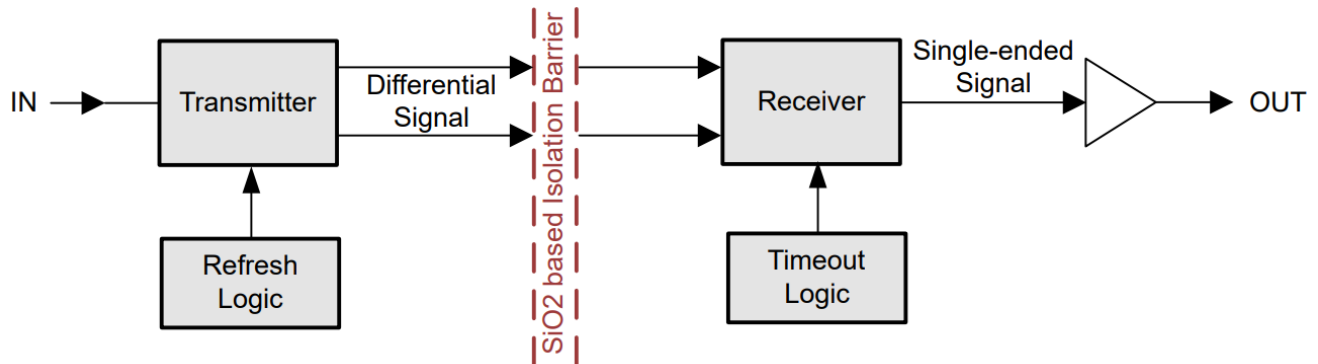 IN
Transmitter
Differential
Signal
SiO2 based Isolation Barrier
Receiver
Single-ended
Signal
OUT
Refresh
Logic
Timeout
Logic